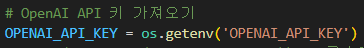 # OpenAI API 키 가져오기
OPENAI_API_KEY = os.getenv('OPENAI_API_KEY')